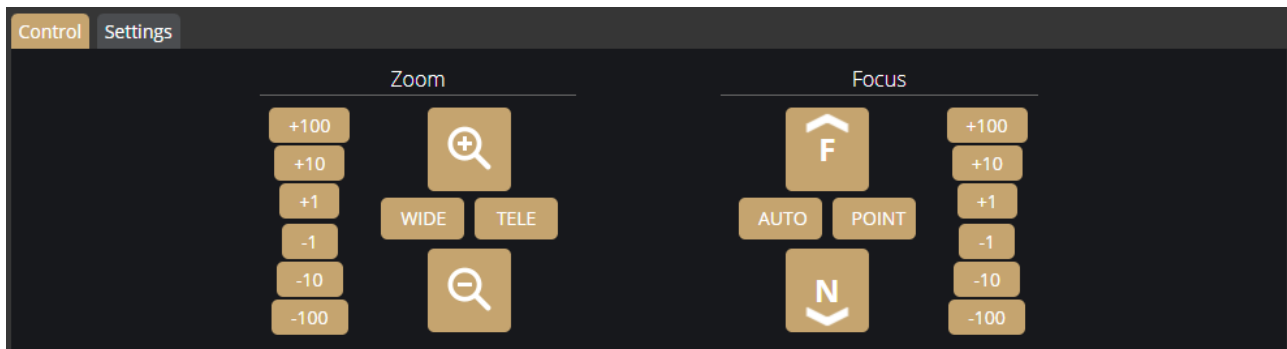 Control Settings
Zoom
+100
+10
+1
-1
-10
-100
WIDE TELE
Focus
F
AUTO POINT
N
+100
+10
+1
-1
-10
-100